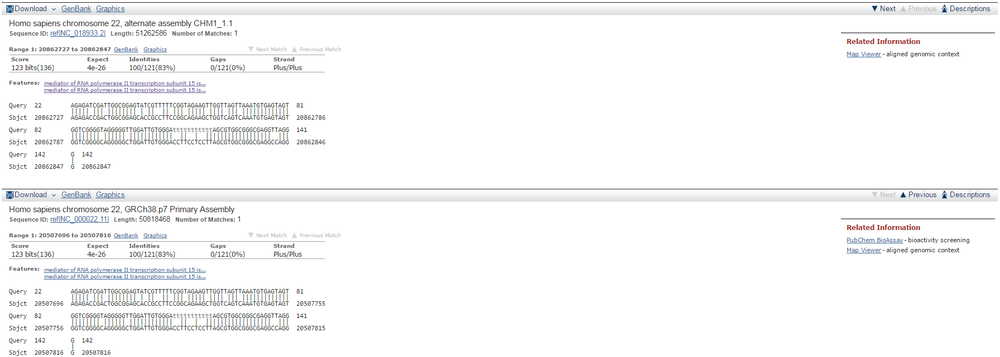 Download GenBank Graphics Next Previous Descriptions
Homo sapiens chromosome 22, alternate assembly CHM1_1.1
Sequence ID: ref|NC_018933.2| Length: 51262586 Number of Matches: 1
Related Information
Map Viewer - aligned genomic context
Range 1: 20862727 to 20862847 GenBank Graphics Next Match Previous Match
Score Expect Identities Gaps Strand
123 bits(136) 4e-26 100/121(83%) 0/121(0%) Plus/Plus
Features: mediator of RNA polymerase II transcription subunit 15 is...
mediator of RNA polymerase II transcription subunit 15 is...
Query 22 AGAGATCGATTGGCGGAGTATCGTTTTTCGGTAGAAGTTGGTTAGTTAAATGTGAGTAGT 81
Sbjct 20862727 AGAGACCGACTGGCGGAGCACCGCCTTCCGGCAGAAGCTGGTCAGTCAAATGTGAGTAGT 20862786
Query 82 GGTCGGGGTAGGGGGTTGGATTGTGGGAtttttttttttAGCGTGGCGGGCGAGGTTAGG 141
Sbjct 20862787 GGTCGGGGCAGGGGGCTGGATTGTGGGACCTTCCTCCTTAGCGTGGCGGGCGAGGCCAGG 20862846
Query 142 G 142
Sbjct 20862847 G 20862847
Download GenBank Graphics Next Previous Descriptions
Homo sapiens chromosome 22, GRCh38.p7 Primary Assembly
Sequence ID: ref|NC_000022.11| Length: 50818468 Number of Matches: 1
Related Information
PubChem BioAssay - bioactivity screening
Map Viewer - aligned genomic context
Range 1: 20507696 to 20507816 GenBank Graphics Next Match Previous Match
Score Expect Identities Gaps Strand
123 bits(136) 4e-26 100/121(83%) 0/121(0%) Plus/Plus
Features: mediator of RNA polymerase II transcription subunit 15 is...
mediator of RNA polymerase II transcription subunit 15 is...
Query 22 AGAGATCGATTGGCGGAGTATCGTTTTTCGGTAGAAGTTGGTTAGTTAAATGTGAGTAGT 81
Sbjct 20507696 AGAGACCGACTGGCGGAGCACCGCCTTCCGGCAGAAGCTGGTCAGTCAAATGTGAGTAGT 20507755
Query 82 GGTCGGGGTAGGGGGTTGGATTGTGGGAtttttttttttAGCGTGGCGGGCGAGGTTAGG 141
Sbjct 20507756 GGTCGGGGCAGGGGGCTGGATTGTGGGACCTTCCTCCTTAGCGTGGCGGGCGAGGCCAGG 20507815
Query 142 G 142
Sbjct 20507816 G 20507816